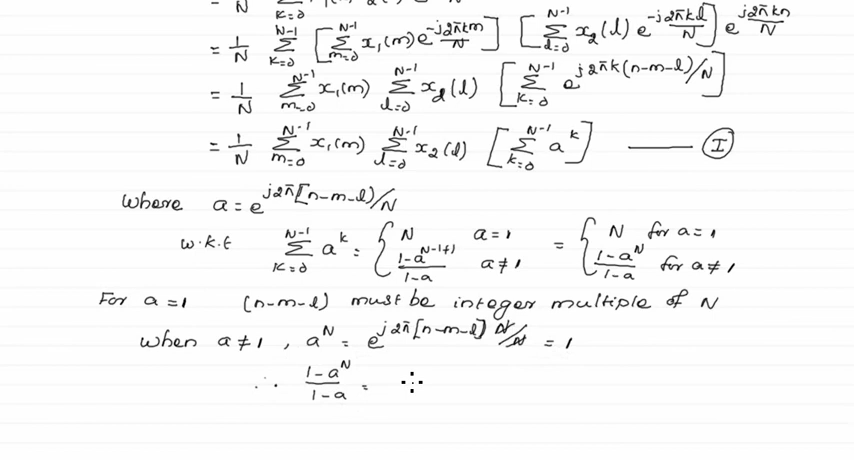 = 1/N Σ_{k=0}
= 1/N Σ_{k=0}^{N-1} [Σ_{m=0}^{N-1} x₁(m) e^{-j2πkm/N}] [Σ_{l=0}^{N-1} x₂(l) e^{-j2πkl/N}] e^{j2πkn/N}
= 1/N Σ_{m=0}^{N-1} x₁(m) Σ_{l=0}^{N-1} x₂(l) [Σ_{k=0}^{N-1} e^{j2πk(n-m-l)/N}]
= 1/N Σ_{m=0}^{N-1} x₁(m) Σ_{l=0}^{N-1} x₂(l) [Σ_{k=0}^{N-1} a^k] —— I
where a = e^{j2π[n-m-l]/N}
w.k.t Σ_{k=0}^{N-1} a^k = { N a=1 ; (1-a^{N-1+1})/(1-a) a≠1 = { N for a=1 ; (1-a^N)/(1-a) for a≠1
For a=1 (n-m-l) must be integer multiple of N
when a≠1, a^N = e^{j2π[n-m-l] N/N} = 1
∴ (1-a^N)/(1-a) =